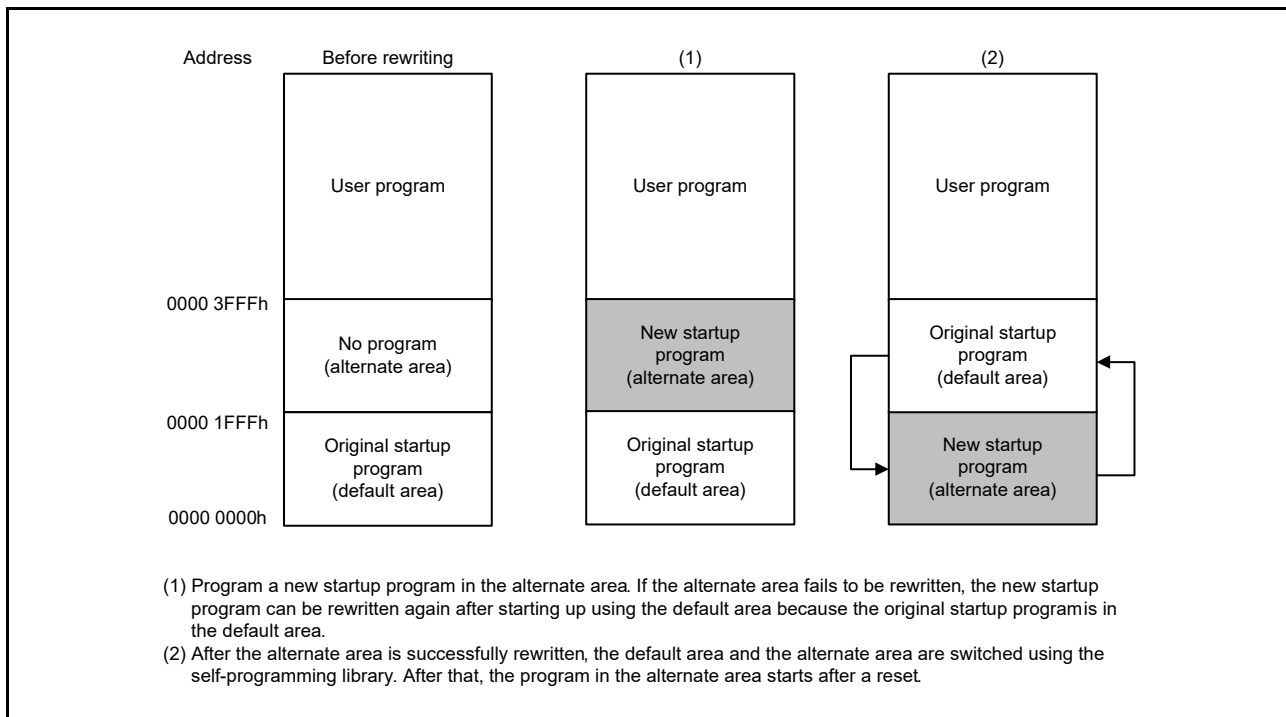 Address
Before rewriting
(1)
(2)
User program
User program
User program
0000 3FFFh
No program
(alternate area)
New startup
program
(alternate area)
Original startup
program
(default area)
0000 1FFFh
Original startup
program
(default area)
Original startup
program
(default area)
New startup
program
(alternate area)
0000 0000h
(1) Program a new startup program in the alternate area. If the alternate area fails to be rewritten, the new startup
program can be rewritten again after starting up using the default area because the original startup programis in
the default area.
(2) After the alternate area is successfully rewritten, the default area and the alternate area are switched using the
self-programming library. After that, the program in the alternate area starts after a reset.